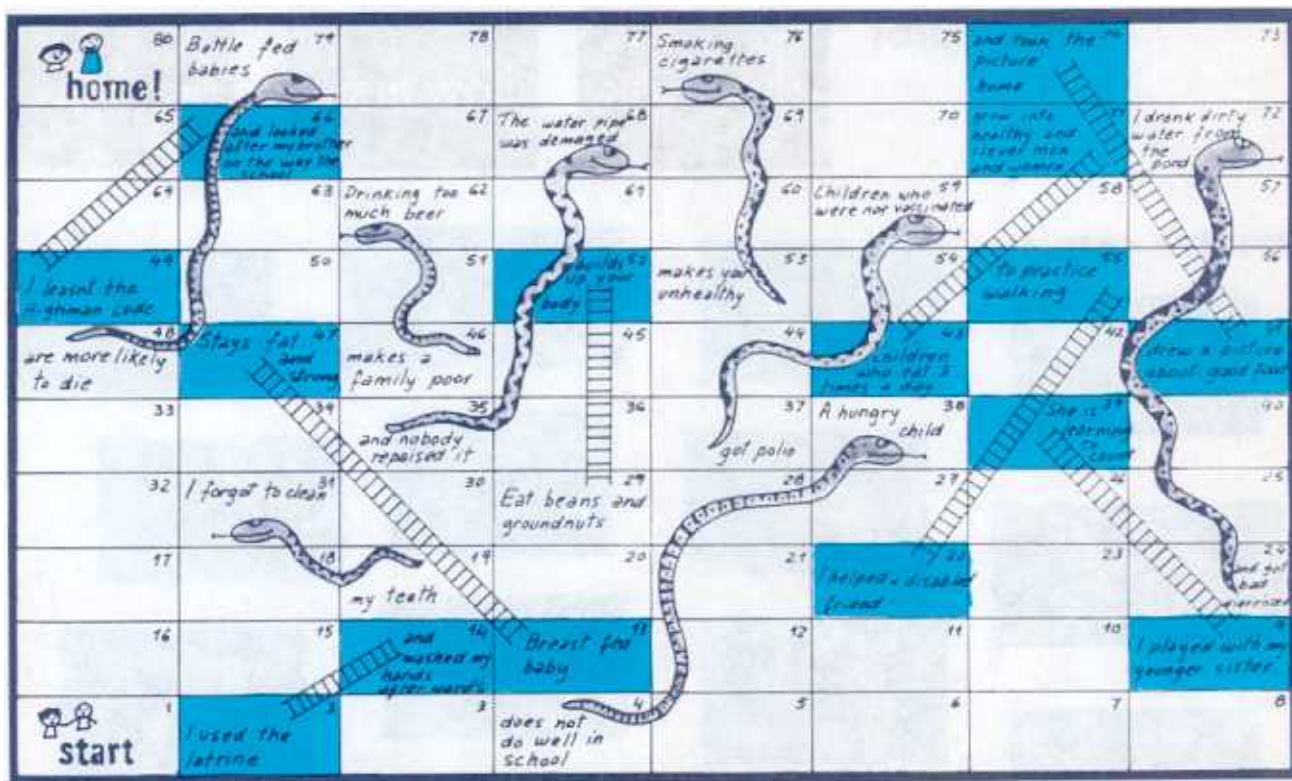 80
home!
79
Bottle fed
babies
78
77
76
Smoking
cigarettes
75
74
and took the
picture
home
73
65
66
and looked
after my brother
on the way the
school
67
68
The water pipe
was demaged
69
70
71
grow into
healthy and
clever men
and women
72
I drank dirty
water from
the
pond
64
63
62
Drinking too
much beer
61
60
59
Children who
were not vaccinated
58
57
49
I learnt the
Highman code
50
51
52
builds
up your
body
53
makes you
unhealthy
54
55
to practice
walking
56
48
are more likely
to die
47
Stays fat
and
strong
46
makes a
family poor
45
44
43
Children
who eat 3
times a day
42
41
drew a picture
about good food
33
34
35
and nobody
repaised it
36
37
got polio
38
A hungry
child
39
She is
learning
40
32
31
I forgot to clean
30
29
Eat beans and
groundnuts
28
27
26
25
17
18
19
my teeth
20
21
22
I helped a disabled
friend
23
24
and got
bad
16
15
14
and
washed my
hands
afterwards
13
Breast fed
baby
12
11
10
9
I played with my
younger sister
1
start
2
I used the
latrine
3
4
does not
do well in
school
5
6
7
8